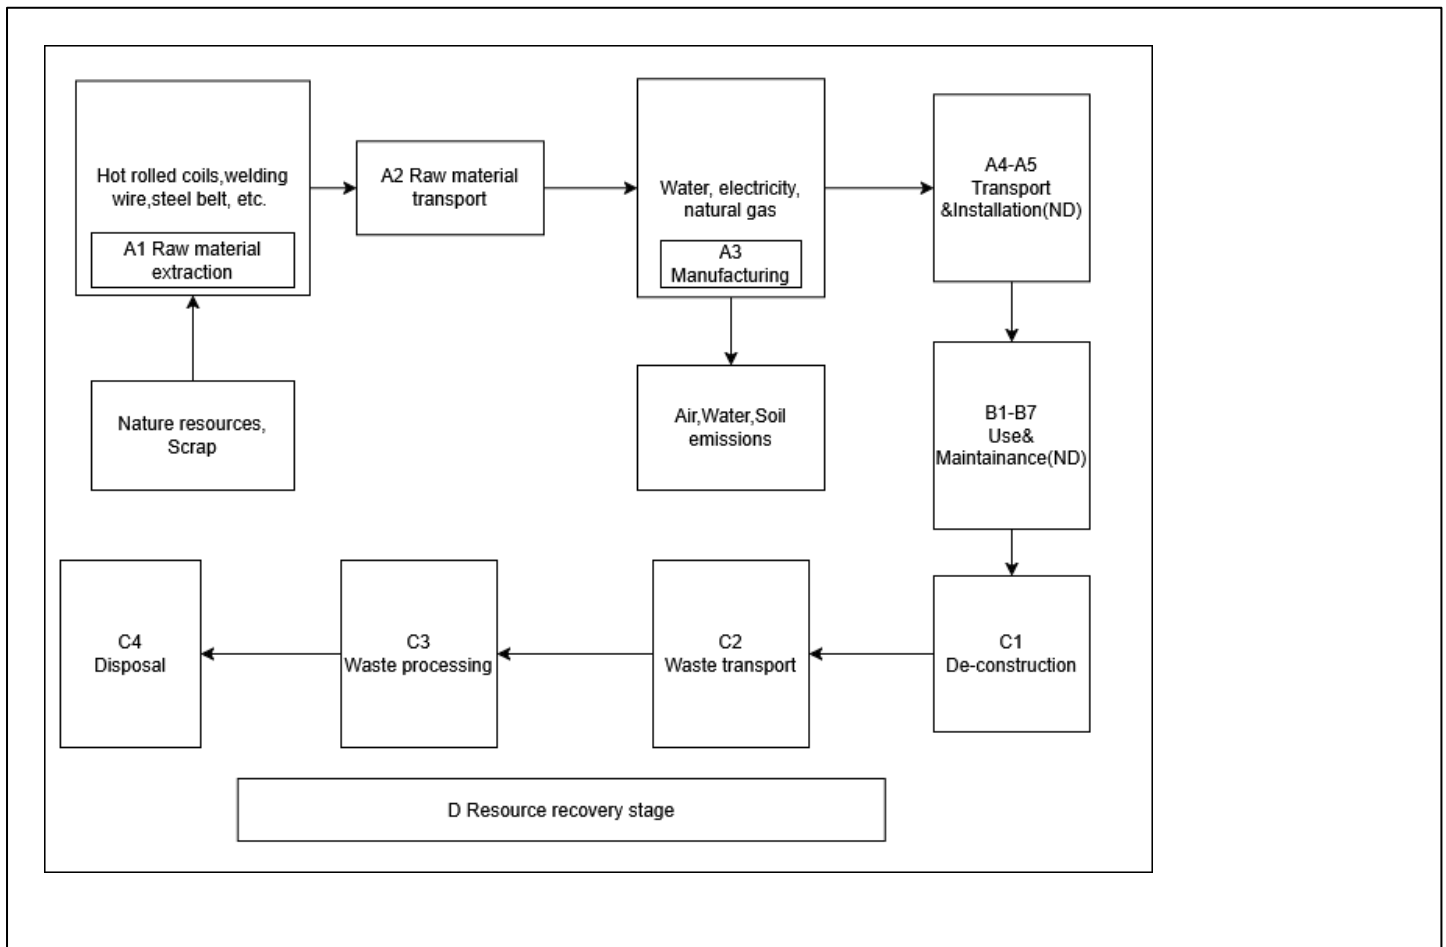 Hot rolled coils,welding
wire,steel belt, etc.
A1 Raw material
extraction
A2 Raw material
transport
Water, electricity,
natural gas
A3
Manufacturing
A4-A5
Transport
&Installation(ND)
Nature resources,
Scrap
Air,Water,Soil
emissions
B1-B7
Use&
Maintainance(ND)
C4
Disposal
C3
Waste processing
C2
Waste transport
C1
De-construction
D Resource recovery stage